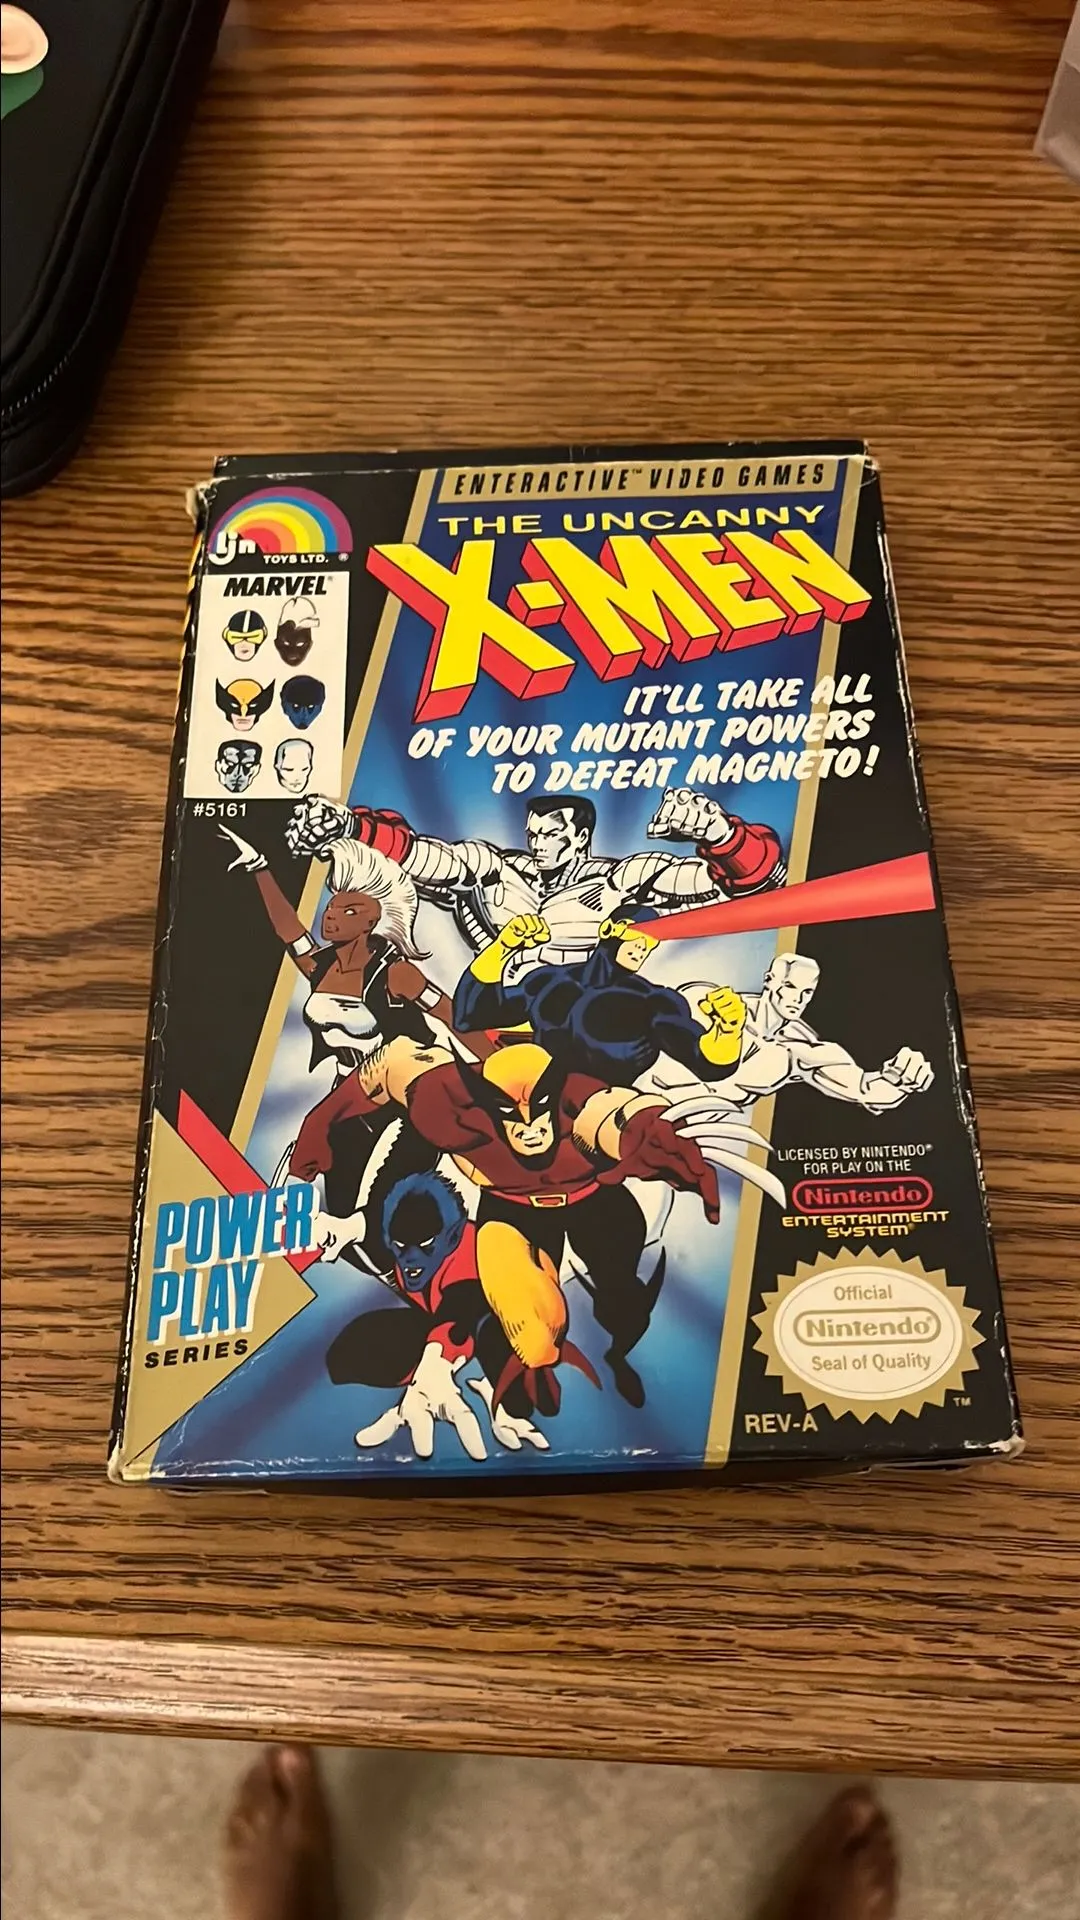 ENTERACTIVE™ VIDEO GAMES
THE UNCANNY
X-MEN
ljn
TOYS LTD. ®
MARVEL®
IT'LL TAKE ALL
OF YOUR MUTANT POWERS
TO DEFEAT MAGNETO!
#5161
LICENSED BY NINTENDO®
FOR PLAY ON THE
Nintendo
ENTERTAINMENT
SYSTEM®
POWER
PLAY
SERIES
Official
Nintendo®
Seal of Quality
TM
REV-A